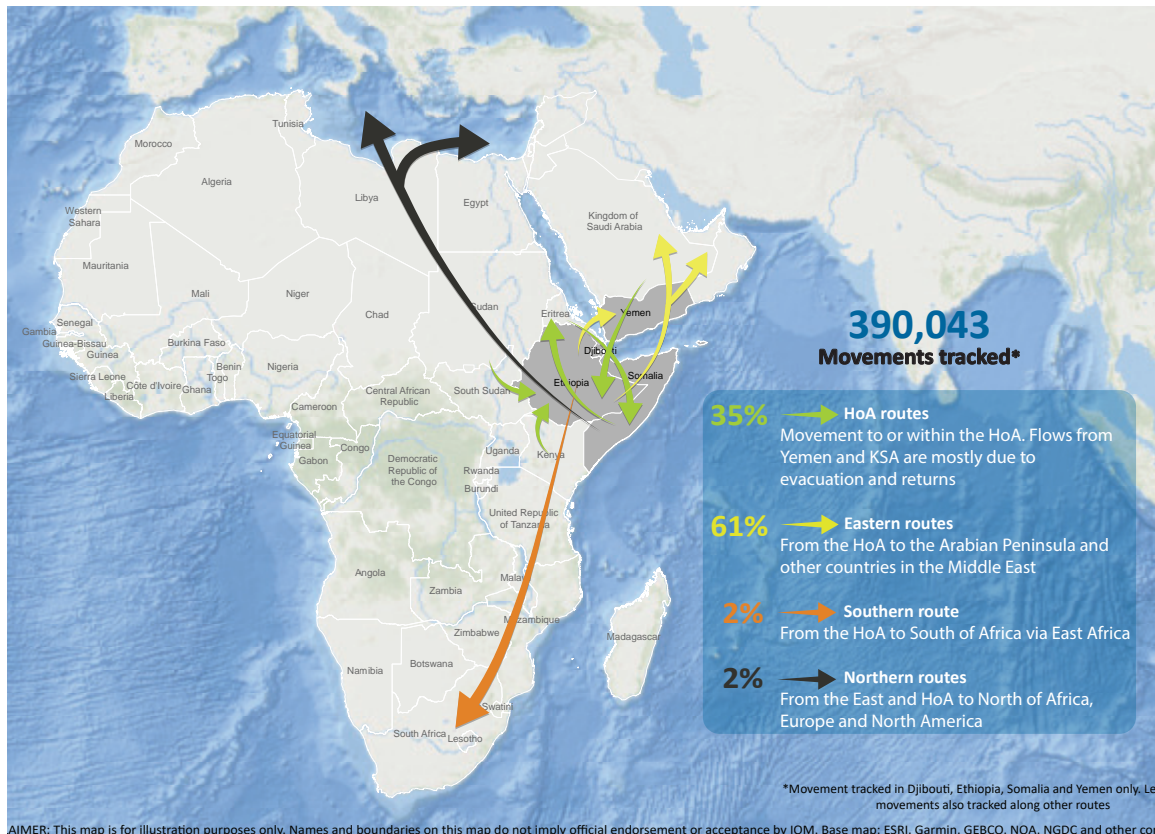 Tunisia
Morocco
Algeria
Libya
Egypt
Western
Sahara
Kingdom of
Saudi Arabia
Mauritania
Mali
Niger
Chad
Sudan
Eritrea
Yemen
Senegal
Gambia
Guinea-Bissau
Guinea
Burkina Faso
Djibouti
Benin
Togo
Nigeria
Sierra Leone
Côte d'Ivoire
Ghana
Liberia
Ethiopia
Somalia
Central African
Republic
South Sudan
Cameroon
Equatorial
Guinea
Congo
Gabon
Democratic
Republic of
the Congo
Uganda
Kenya
Rwanda
Burundi
United Republic
of Tanzania
Angola
Zambia
Malawi
Mozambique
Zimbabwe
Madagascar
Namibia
Botswana
Swatini
South Africa
Lesotho
390,043
Movements tracked*
35% HoA routes
Movement to or within the HoA. Flows from
Yemen and KSA are mostly due to
evacuation and returns
61% Eastern routes
From the HoA to the Arabian Peninsula and
other countries in the Middle East
2% Southern route
From the HoA to South of Africa via East Africa
2% Northern routes
From the East and HoA to North of Africa,
Europe and North America
*Movement tracked in Djibouti, Ethiopia, Somalia and Yemen only. Le
movements also tracked along other routes
AIMER: This map is for illustration purposes only. Names and boundaries on this map do not imply official endorsement or acceptance by IOM. Base map: ESRI, Garmin, GEBCO, NOA, NGDC and other co